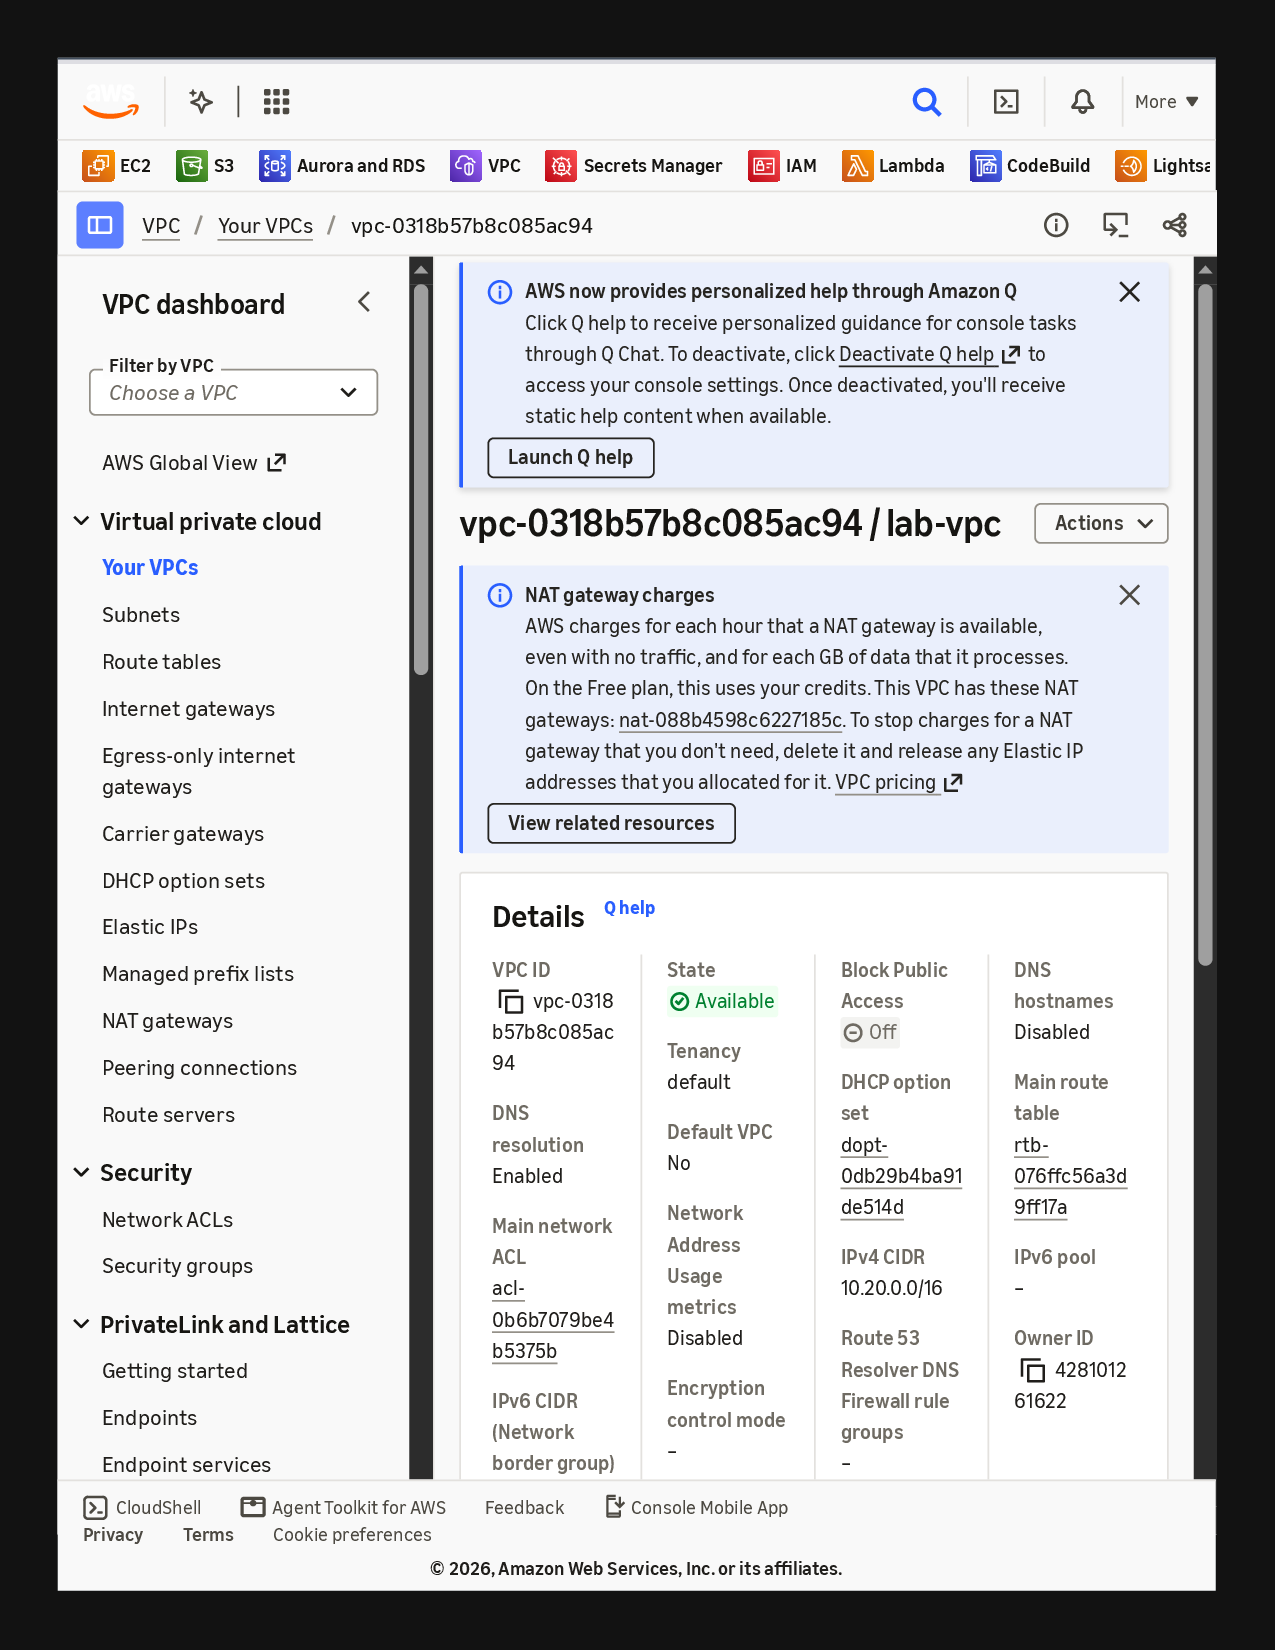 aws
More
EC2 S3 Aurora and RDS VPC Secrets Manager IAM Lambda CodeBuild Lightsa
VPC / Your VPCs / vpc-0318b57b8c085ac94
VPC dashboard
Filter by VPC
Choose a VPC
AWS Global View
Virtual private cloud
Your VPCs
Subnets
Route tables
Internet gateways
Egress-only internet
gateways
Carrier gateways
DHCP option sets
Elastic IPs
Managed prefix lists
NAT gateways
Peering connections
Route servers
Security
Network ACLs
Security groups
PrivateLink and Lattice
Getting started
Endpoints
Endpoint services
AWS now provides personalized help through Amazon Q
Click Q help to receive personalized guidance for console tasks
through Q Chat. To deactivate, click Deactivate Q help to
access your console settings. Once deactivated, you'll receive
static help content when available.
Launch Q help
vpc-0318b57b8c085ac94 / lab-vpc
Actions
NAT gateway charges
AWS charges for each hour that a NAT gateway is available,
even with no traffic, and for each GB of data that it processes.
On the Free plan, this uses your credits. This VPC has these NAT
gateways: nat-088b4598c6227185c. To stop charges for a NAT
gateway that you don't need, delete it and release any Elastic IP
addresses that you allocated for it. VPC pricing
View related resources
Details Q help
VPC ID
vpc-0318
b57b8c085ac
94
DNS
resolution
Enabled
Main network
ACL
acl-
0b6b7079be4
b5375b
IPv6 CIDR
(Network
border group)
State
Available
Tenancy
default
Default VPC
No
Network
Address
Usage
metrics
Disabled
Encryption
control mode
–
Block Public
Access
Off
DHCP option
set
dopt-
0db29b4ba91
de514d
IPv4 CIDR
10.20.0.0/16
Route 53
Resolver DNS
Firewall rule
groups
–
DNS
hostnames
Disabled
Main route
table
rtb-
076ffc56a3d
9ff17a
IPv6 pool
–
Owner ID
4281012
61622
CloudShell Agent Toolkit for AWS Feedback Console Mobile App
Privacy Terms Cookie preferences
© 2026, Amazon Web Services, Inc. or its affiliates.